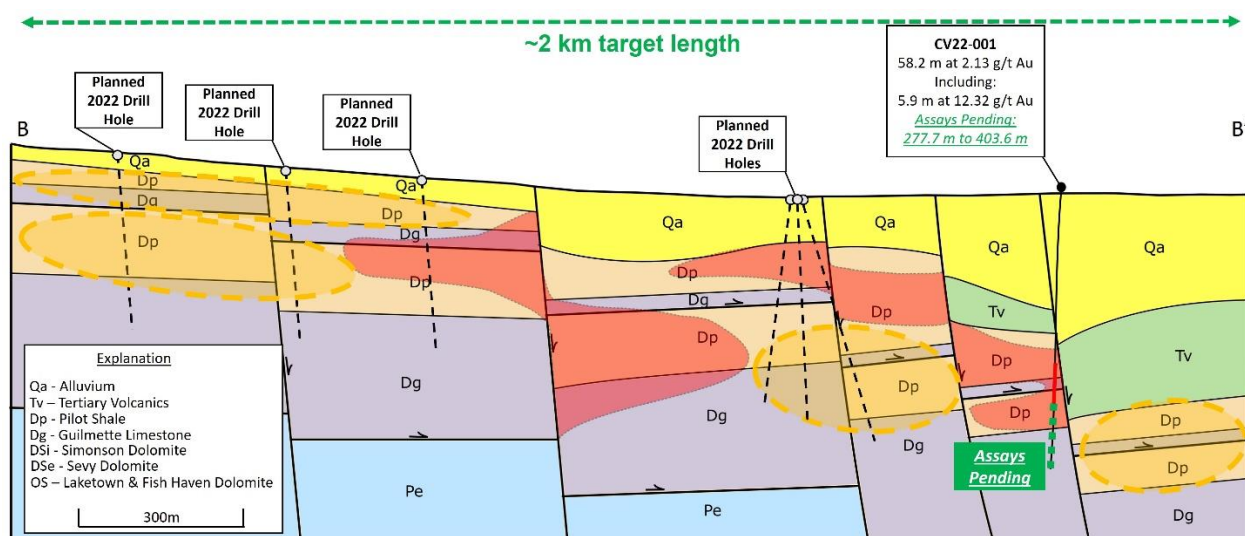 ~2 km target length
CV22-001
58.2 m at 2.13 g/t Au
Including:
5.9 m at 12.32 g/t Au
Assays Pending:
277.7 m to 403.6 m
Planned
2022 Drill
Hole
Planned
2022 Drill
Hole
Planned
2022 Drill
Hole
Planned
2022 Drill
Holes
B
B'
Qa
Dp
Dg
Dp
Qa
Dp
Dg
Dp
Dg
Qa
Dp
Dg
Dp
Dg
Qa
Dp
Dp
Dg
Qa
Tv
Dp
Dp
Qa
Tv
Dp
Dp
Dg
Pe
Pe
Assays
Pending
Explanation
Qa - Alluvium
Tv – Tertiary Volcanics
Dp - Pilot Shale
Dg - Guilmette Limestone
DSi - Simonson Dolomite
DSe - Sevy Dolomite
OS – Laketown & Fish Haven Dolomite
300m